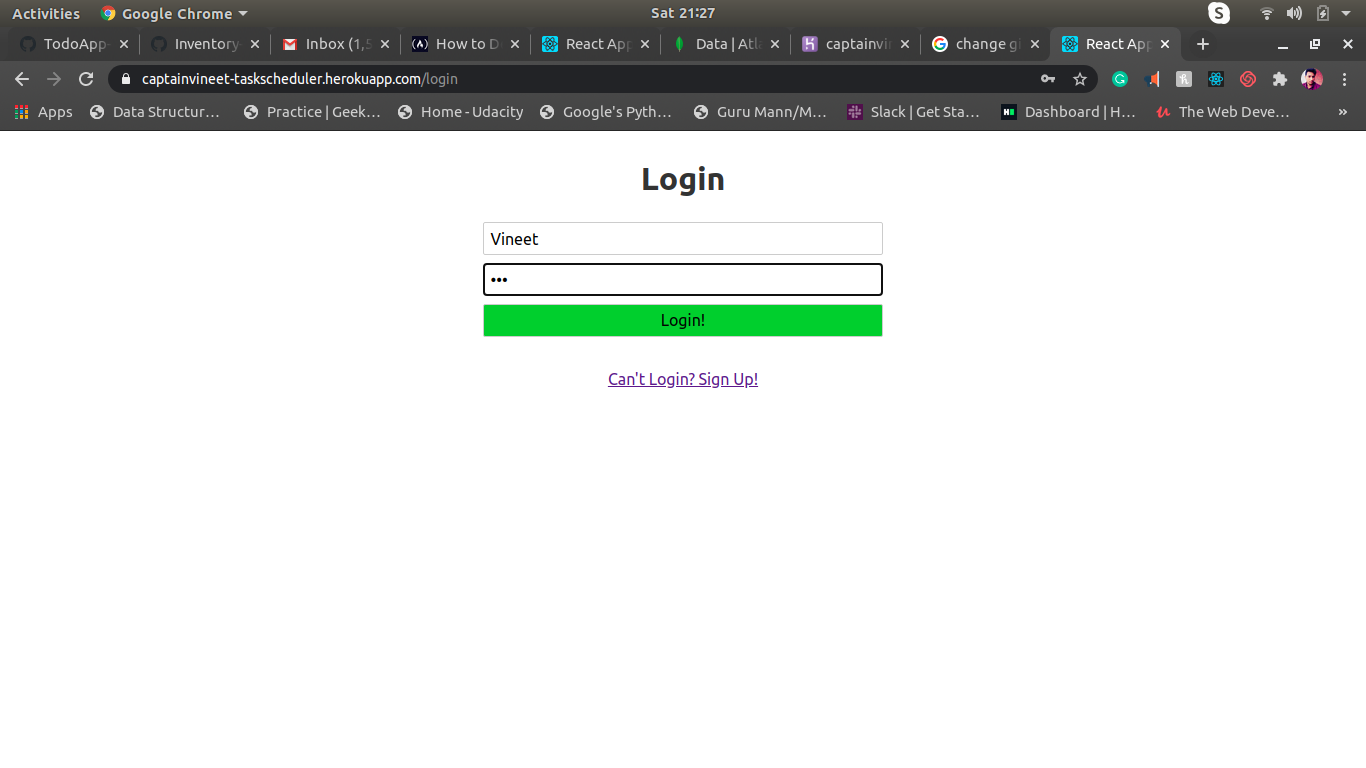 Activities Google Chrome Sat 21:27
TodoApp- Inventory Inbox (1,5 How to D React App Data | Atla captainvi change gi React App
captainvineet-taskscheduler.herokuapp.com/login
Apps Data Structur… Practice | Geek… Home - Udacity Google's Pyth… Guru Mann/M… Slack | Get Sta… Dashboard | H… The Web Deve… »
Login
Vineet
•••
Login!
Can't Login? Sign Up!